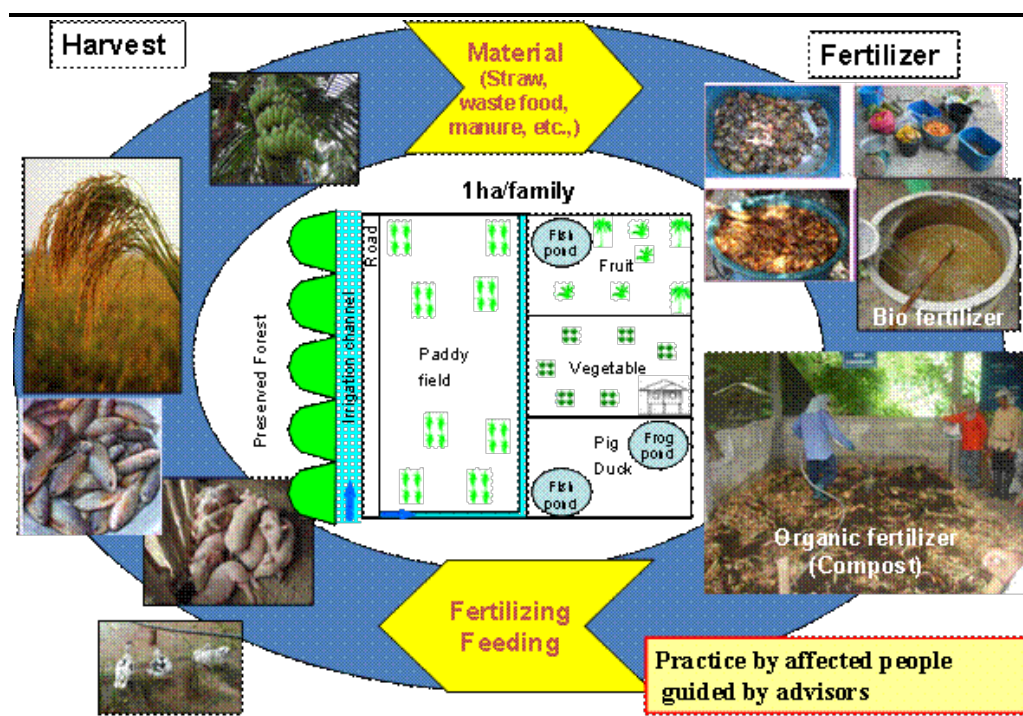 Harvest
Material
(Straw,
waste food,
manure, etc.,)
Fertilizer
1ha/family
Preserved Forest
Irrigation channel
Road
Paddy
field
Fish
pond
Fruit
Vegetable
Pig
Duck
Frog
pond
Fish
pond
Bio fertilizer
Organic fertilizer
(Compost)
Fertilizing
Feeding
Practice by affected people
guided by advisors